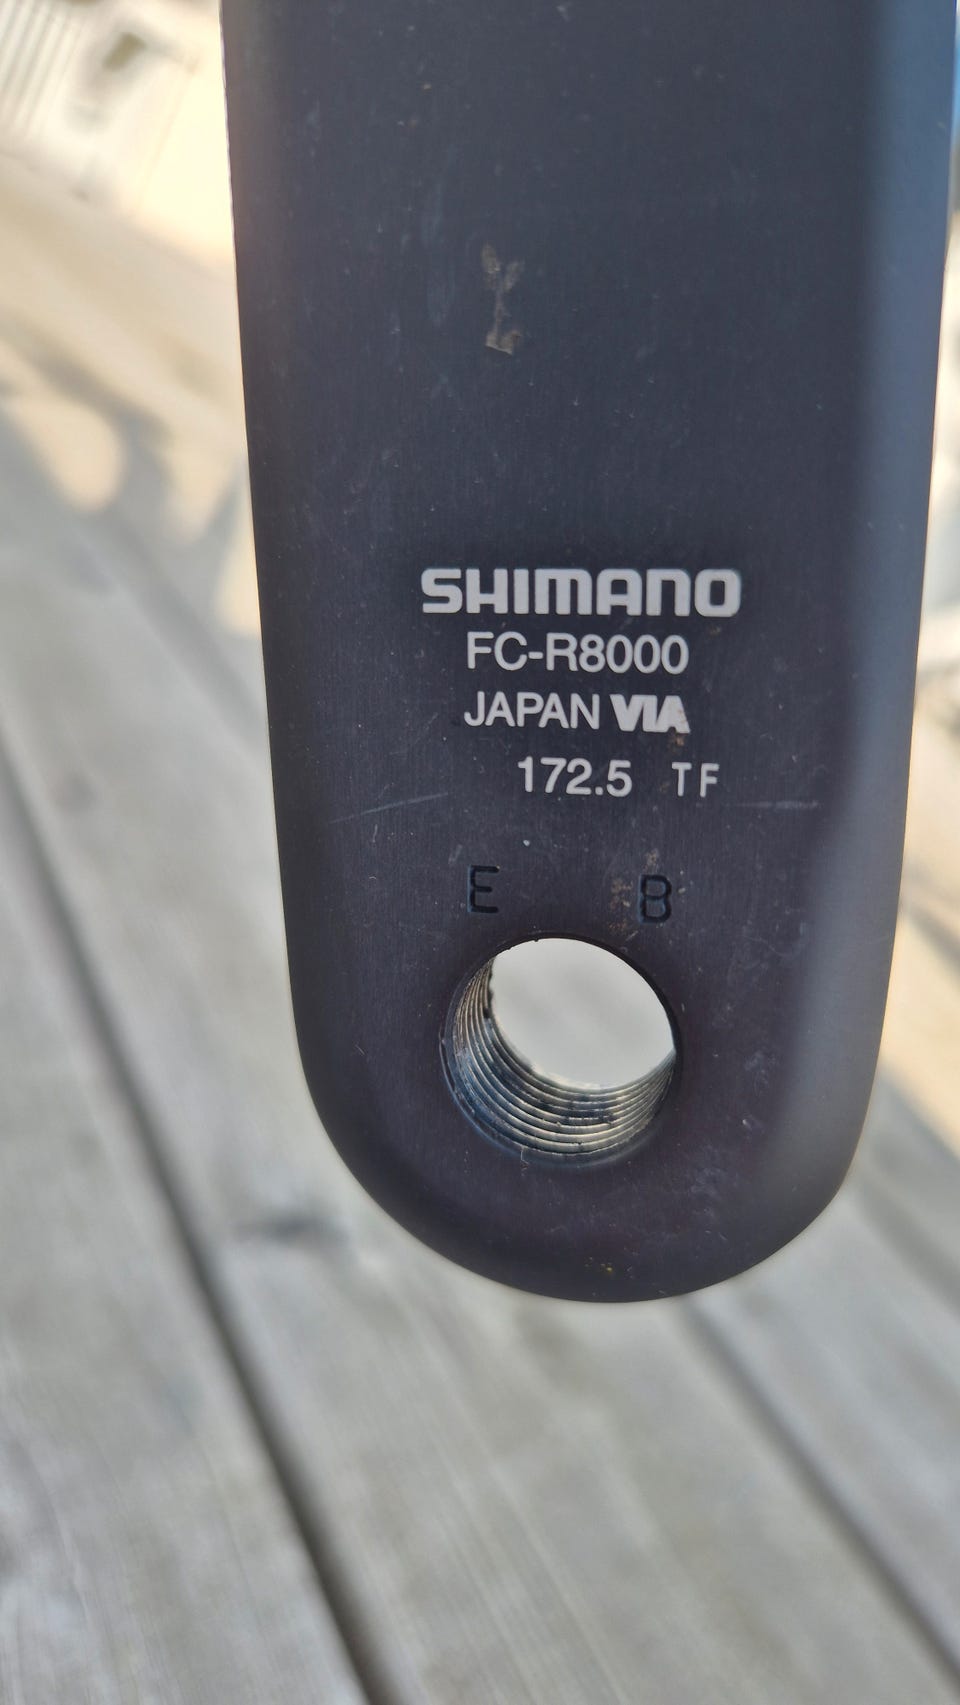 SHIMANO
FC-R8000
JAPAN VIA
172.5 TF
E B